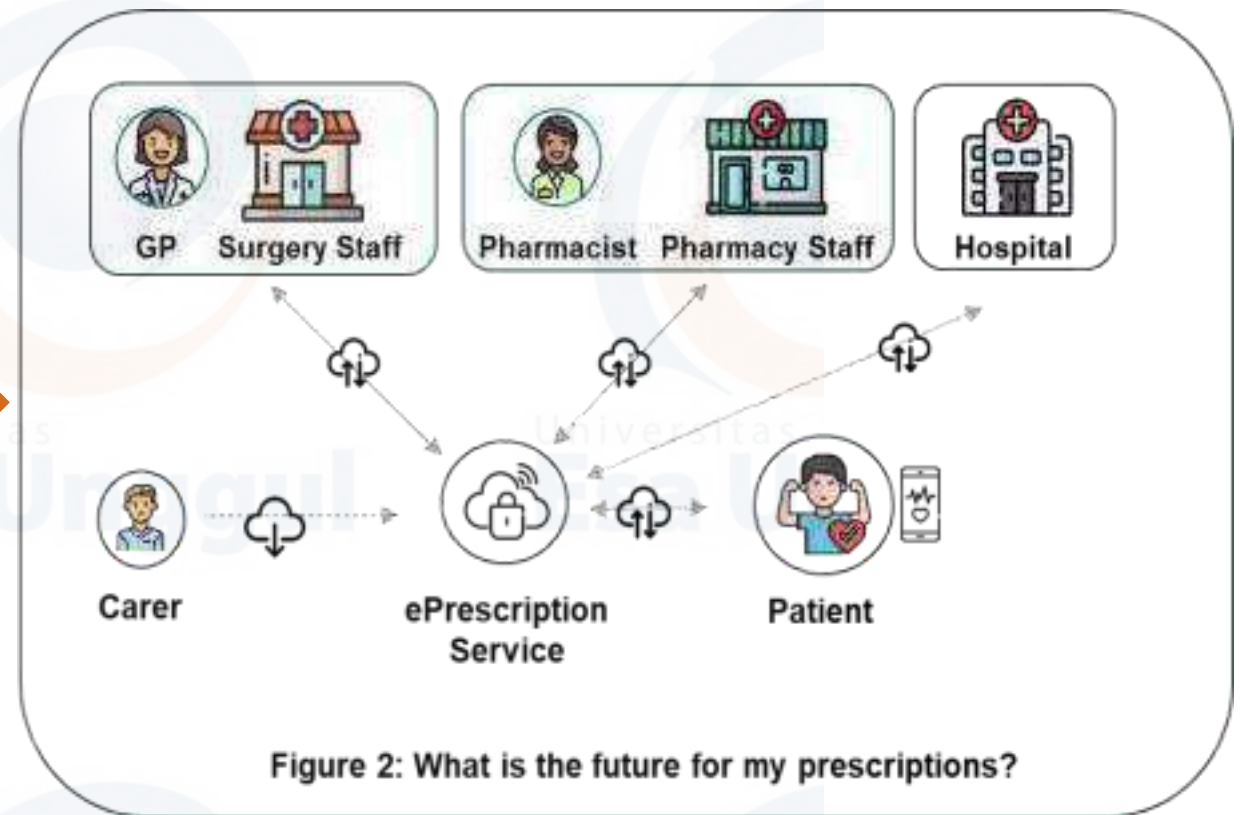 GP Surgery Staff
Pharmacist Pharmacy Staff
Hospital
Universitas
Carer
ePrescription
Service
Patient
Figure 2: What is the future for my prescriptions?